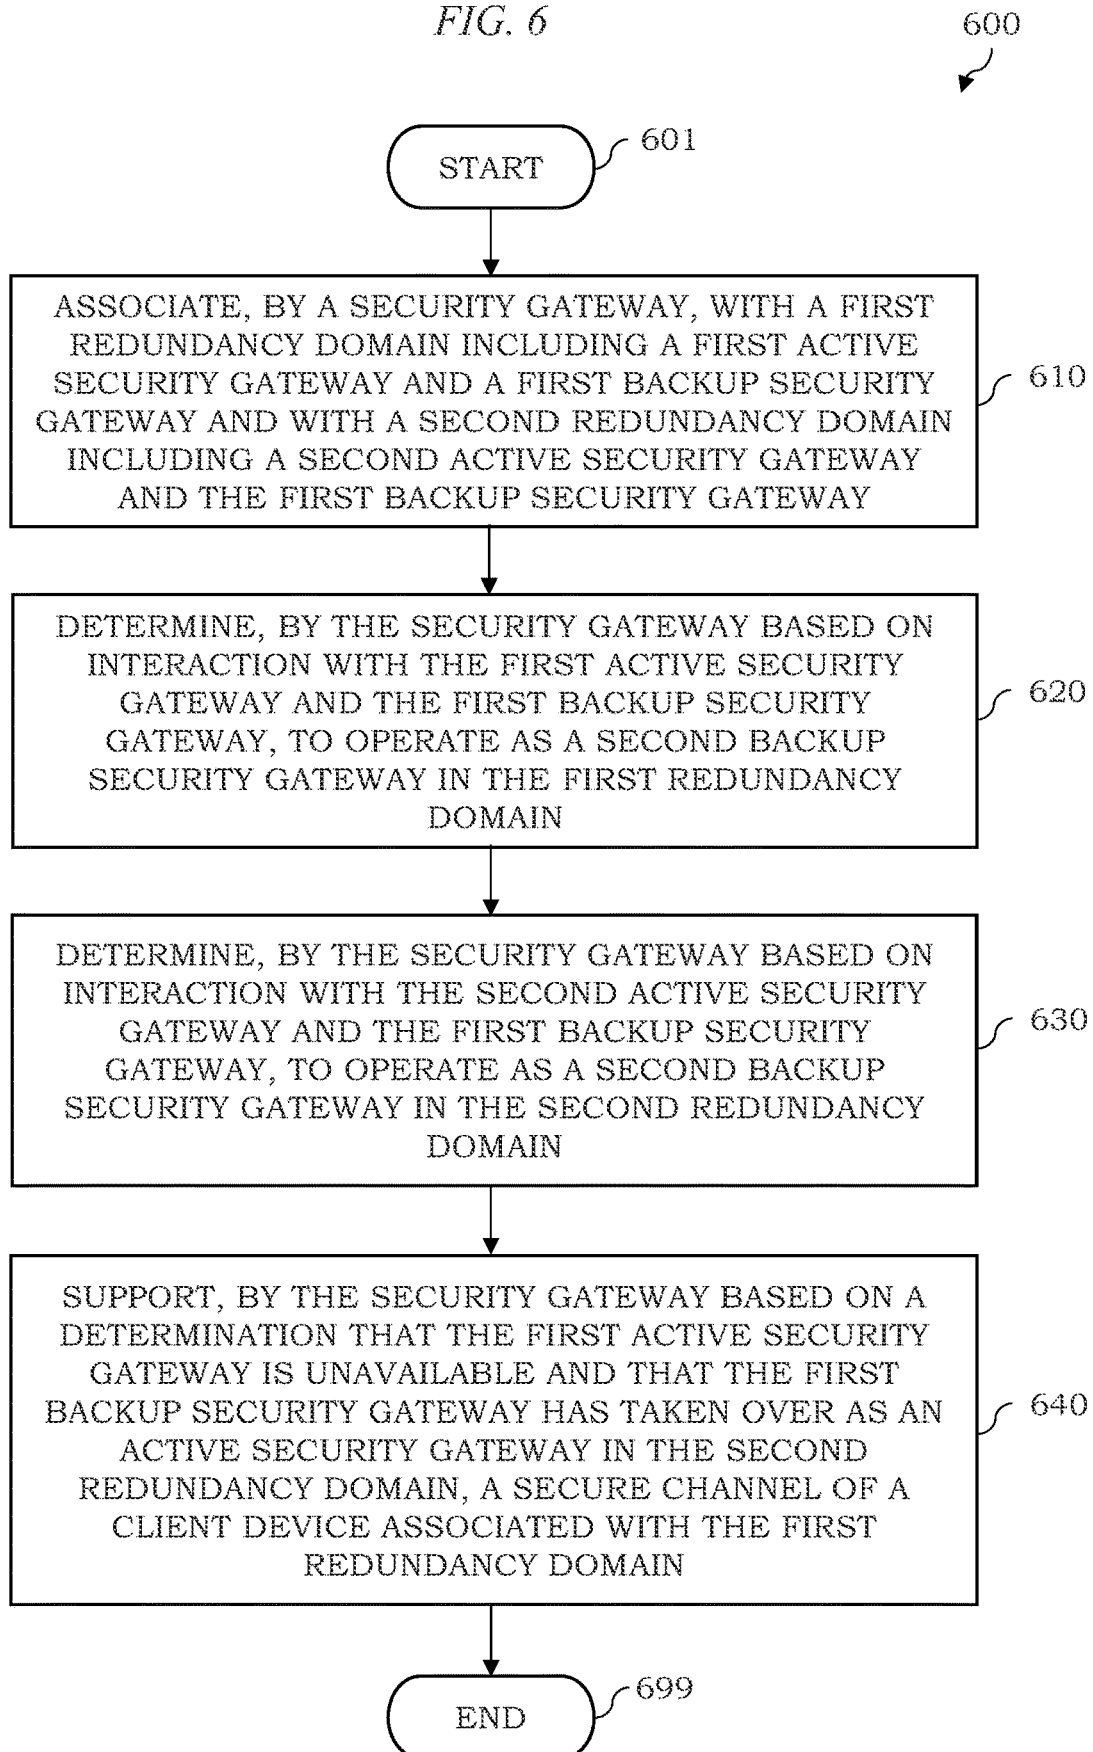 FIG. 6
600
START
601
ASSOCIATE, BY A SECURITY GATEWAY, WITH A FIRST
REDUNDANCY DOMAIN INCLUDING A FIRST ACTIVE
SECURITY GATEWAY AND A FIRST BACKUP SECURITY
GATEWAY AND WITH A SECOND REDUNDANCY DOMAIN
INCLUDING A SECOND ACTIVE SECURITY GATEWAY
AND THE FIRST BACKUP SECURITY GATEWAY
610
DETERMINE, BY THE SECURITY GATEWAY BASED ON
INTERACTION WITH THE FIRST ACTIVE SECURITY
GATEWAY AND THE FIRST BACKUP SECURITY
GATEWAY, TO OPERATE AS A SECOND BACKUP
SECURITY GATEWAY IN THE FIRST REDUNDANCY
DOMAIN
620
DETERMINE, BY THE SECURITY GATEWAY BASED ON
INTERACTION WITH THE SECOND ACTIVE SECURITY
GATEWAY AND THE FIRST BACKUP SECURITY
GATEWAY, TO OPERATE AS A SECOND BACKUP
SECURITY GATEWAY IN THE SECOND REDUNDANCY
DOMAIN
630
SUPPORT, BY THE SECURITY GATEWAY BASED ON A
DETERMINATION THAT THE FIRST ACTIVE SECURITY
GATEWAY IS UNAVAILABLE AND THAT THE FIRST
BACKUP SECURITY GATEWAY HAS TAKEN OVER AS AN
ACTIVE SECURITY GATEWAY IN THE SECOND
REDUNDANCY DOMAIN, A SECURE CHANNEL OF A
CLIENT DEVICE ASSOCIATED WITH THE FIRST
REDUNDANCY DOMAIN
640
END
699